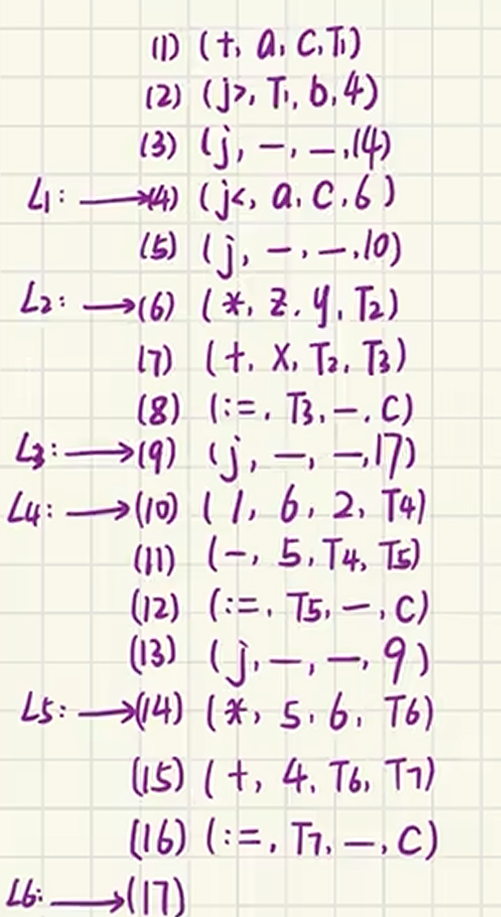 (1) (+, a, c, T₁)
(2) (j>, T₁, b, 4)
(3) (j, −, −, 14)
L₁: →(4) (j<, a, c, 6)
(5) (j, −, −, 10)
L₂: →(6) (*, z, y, T₂)
(7) (+, x, T₂, T₃)
(8) (:=, T₃, −, c)
L₃: →(9) (j, −, −, 17)
L₄: →(10) (/, 6, 2, T₄)
(11) (−, 5, T₄, T₅)
(12) (:=, T₅, −, c)
(13) (j, −, −, 9)
L₅: →(14) (*, 5, 6, T₆)
(15) (+, 4, T₆, T₇)
(16) (:=, T₇, −, c)
L₆: →(17)